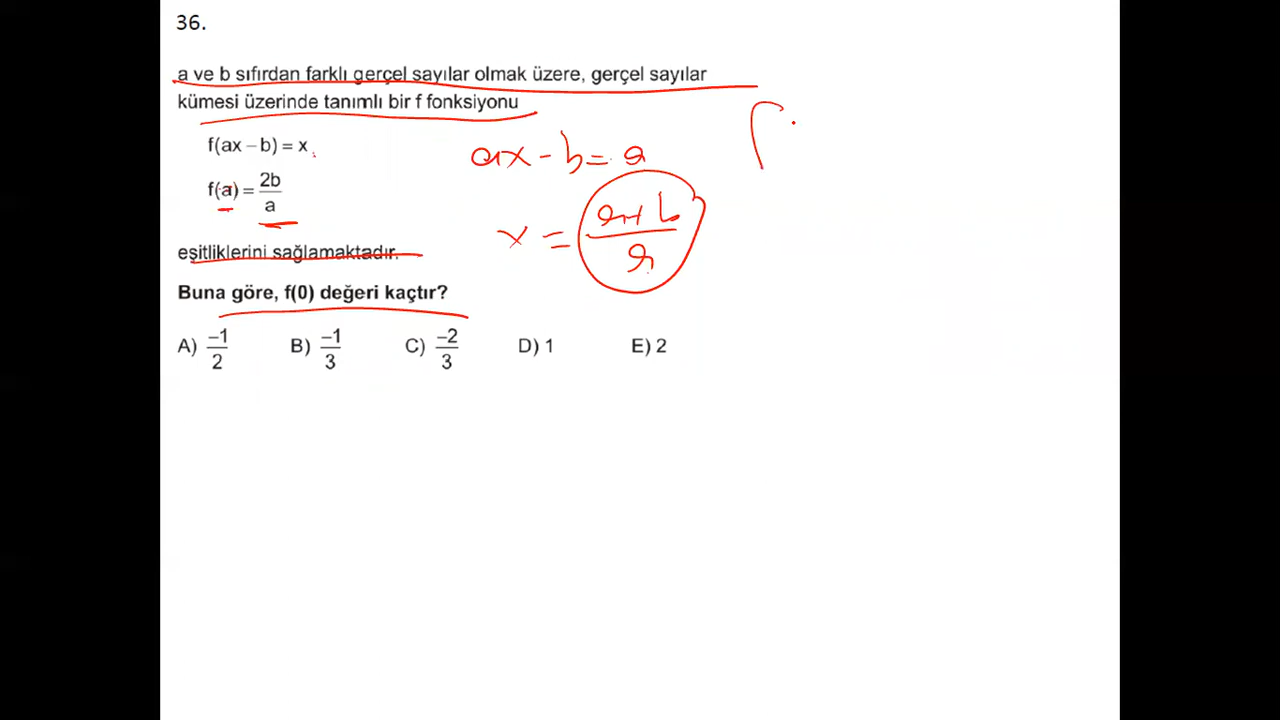 36.
a ve b sıfırdan farklı gerçel sayılar olmak üzere, gerçel sayılar
kümesi üzerinde tanımlı bir f fonksiyonu
f(ax – b) = x
ax - b = a
f(a) = 2b/a
x = a+b/a
eşitliklerini sağlamaktadır.
Buna göre, f(0) değeri kaçtır?
A) –1/2 B) –1/3 C) –2/3 D) 1 E) 2